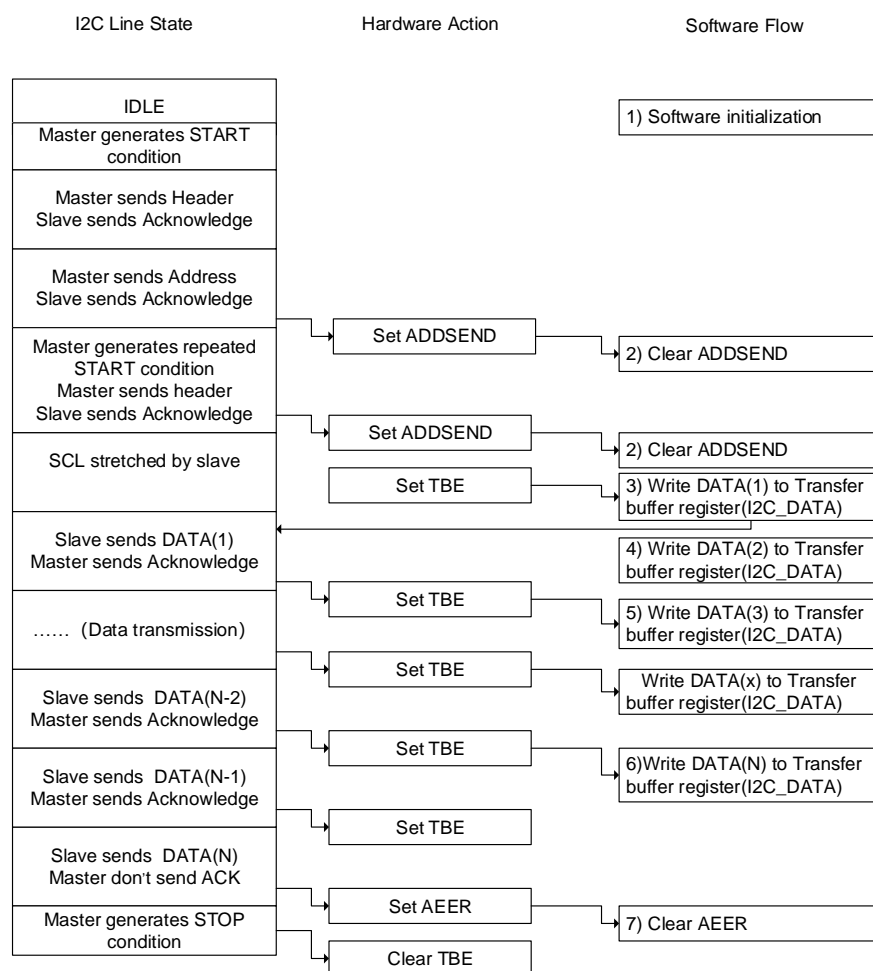 I2C Line State
Hardware Action
Software Flow
IDLE
1) Software initialization
Master generates START
condition
Master sends Header
Slave sends Acknowledge
Master sends Address
Slave sends Acknowledge
Set ADDSEND
2) Clear ADDSEND
Master generates repeated
START condition
Master sends header
Slave sends Acknowledge
Set ADDSEND
2) Clear ADDSEND
SCL stretched by slave
Set TBE
3) Write DATA(1) to Transfer
buffer register(I2C_DATA)
Slave sends DATA(1)
Master sends Acknowledge
4) Write DATA(2) to Transfer
buffer register(I2C_DATA)
Set TBE
5) Write DATA(3) to Transfer
buffer register(I2C_DATA)
…… (Data transmission)
Set TBE
Write DATA(x) to Transfer
buffer register(I2C_DATA)
Slave sends DATA(N-2)
Master sends Acknowledge
Set TBE
6)Write DATA(N) to Transfer
buffer register(I2C_DATA)
Slave sends DATA(N-1)
Master sends Acknowledge
Set TBE
Slave sends DATA(N)
Master don't send ACK
Set AEER
7) Clear AEER
Master generates STOP
condition
Clear TBE